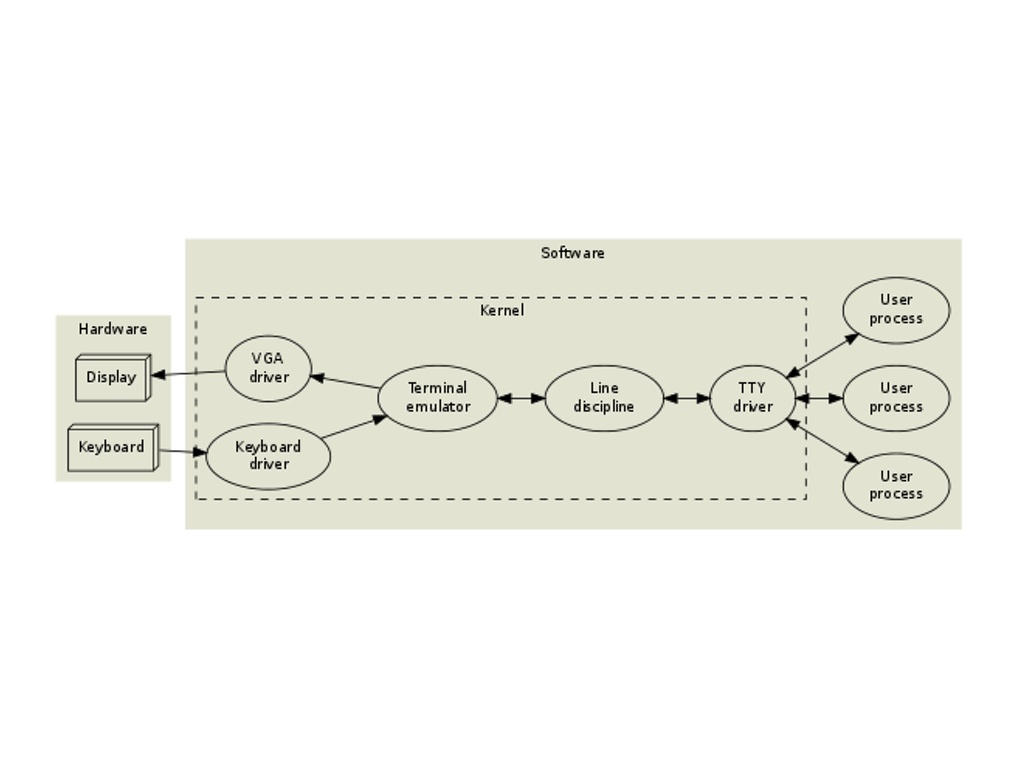 Software
Kernel
Hardware
Display
Keyboard
VGA
driver
Keyboard
driver
Terminal
emulator
Line
discipline
TTY
driver
User
process
User
process
User
process